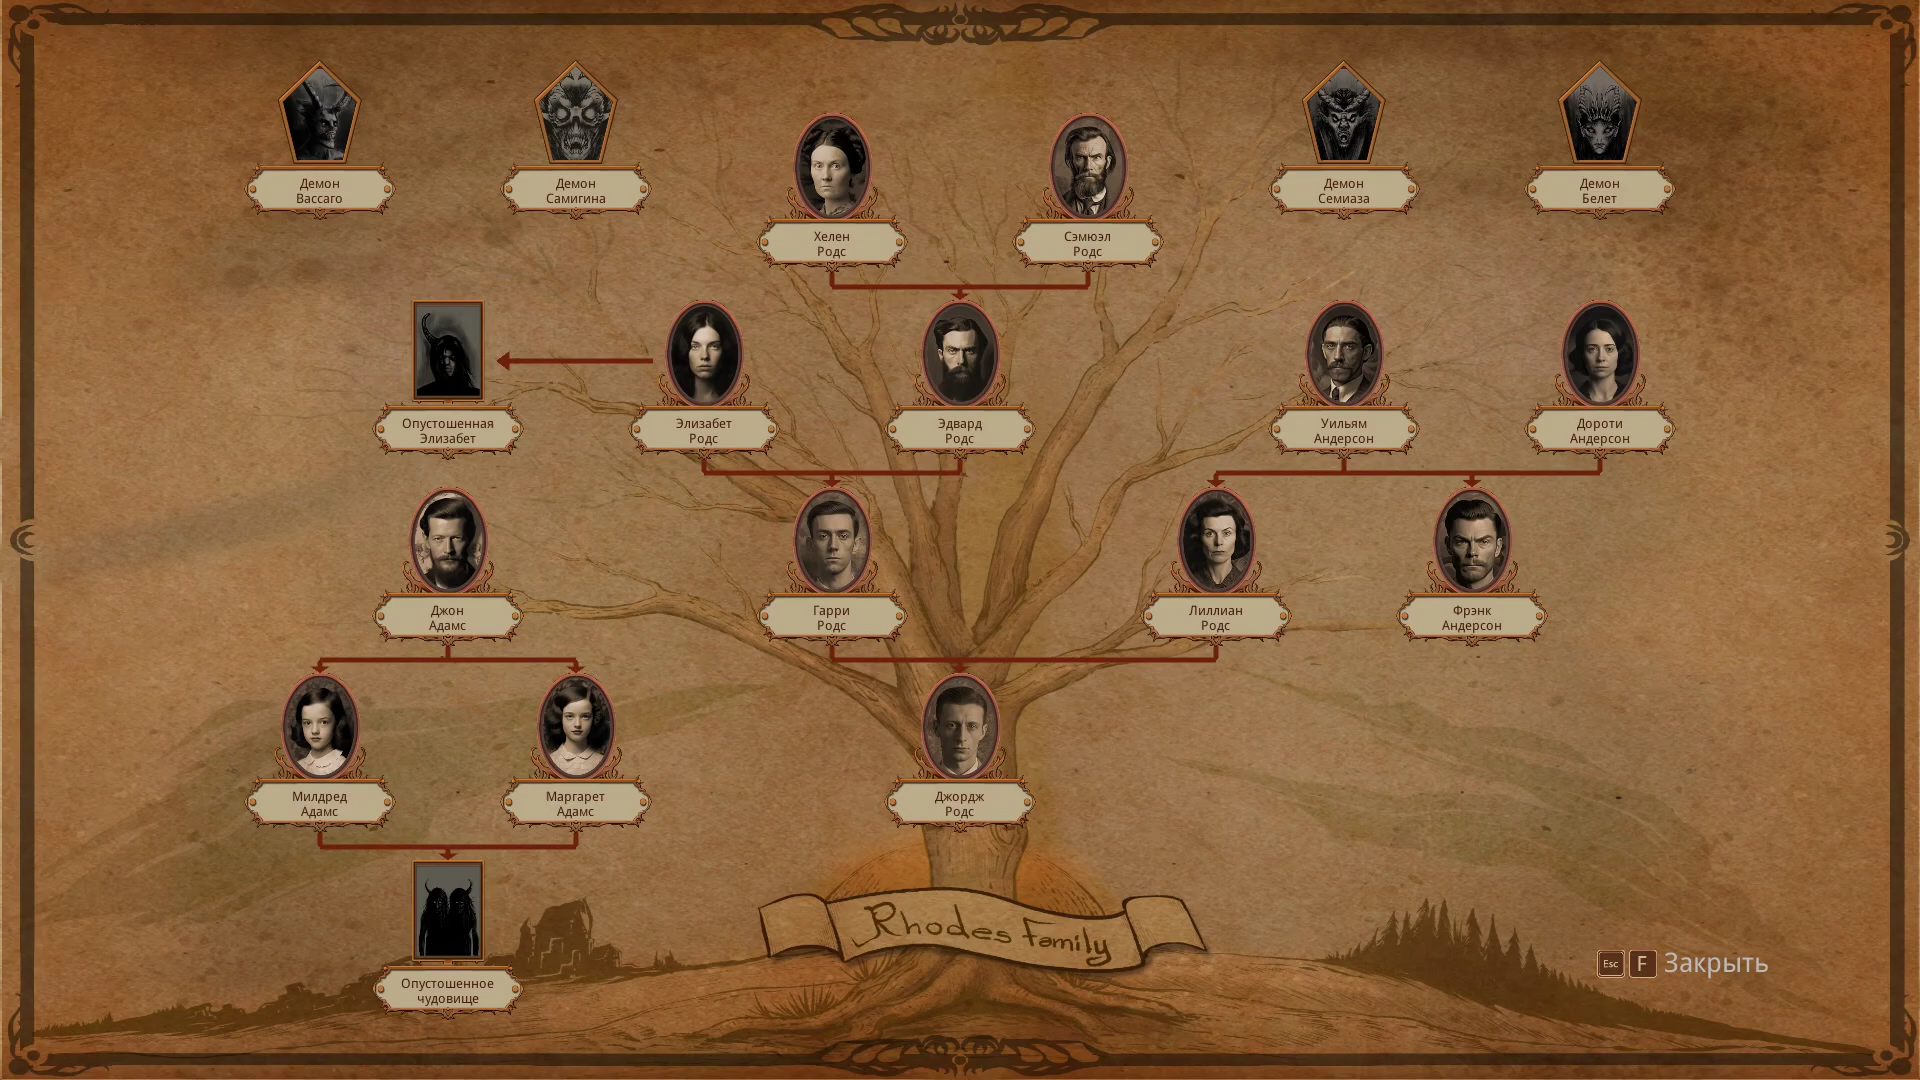 Демон
Вассаго
Демон
Самигина
Хелен
Родс
Сэмюэл
Родс
Демон
Семиаза
Демон
Белет
Опустошенная
Элизабет
Элизабет
Родс
Эдвард
Родс
Уильям
Андерсон
Дороти
Андерсон
Джон
Адамс
Гарри
Родс
Лиллиан
Родс
Фрэнк
Андерсон
Милдред
Адамс
Маргарет
Адамс
Джордж
Родс
Rhodes Family
Опустошенное
чудовище
Esc F Закрыть